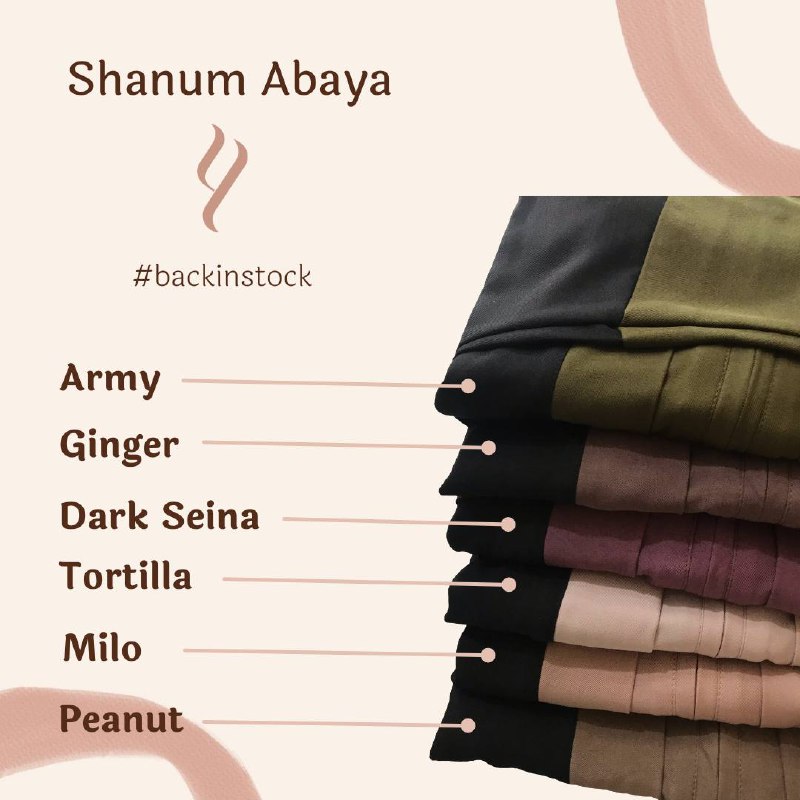 Shanum Abaya
#backinstock
Army
Ginger
Dark Seina
Tortilla
Milo
Peanut